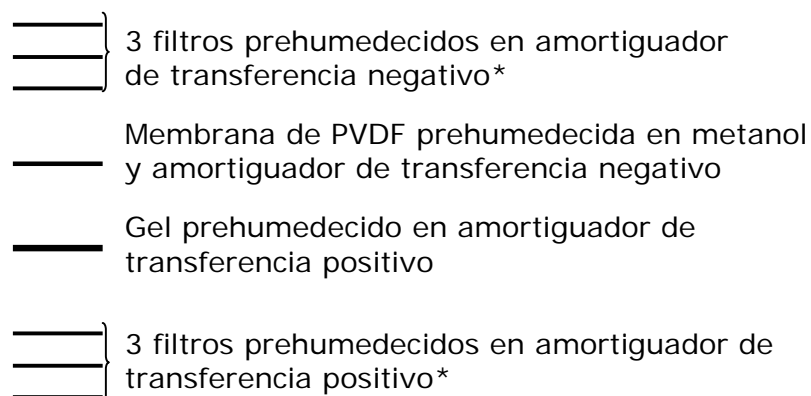 3 filtros prehumedecidos en amortiguador
de transferencia negativo*
Membrana de PVDF prehumedecida en metanol
y amortiguador de transferencia negativo
Gel prehumedecido en amortiguador de
transferencia positivo
3 filtros prehumedecidos en amortiguador de
transferencia positivo*